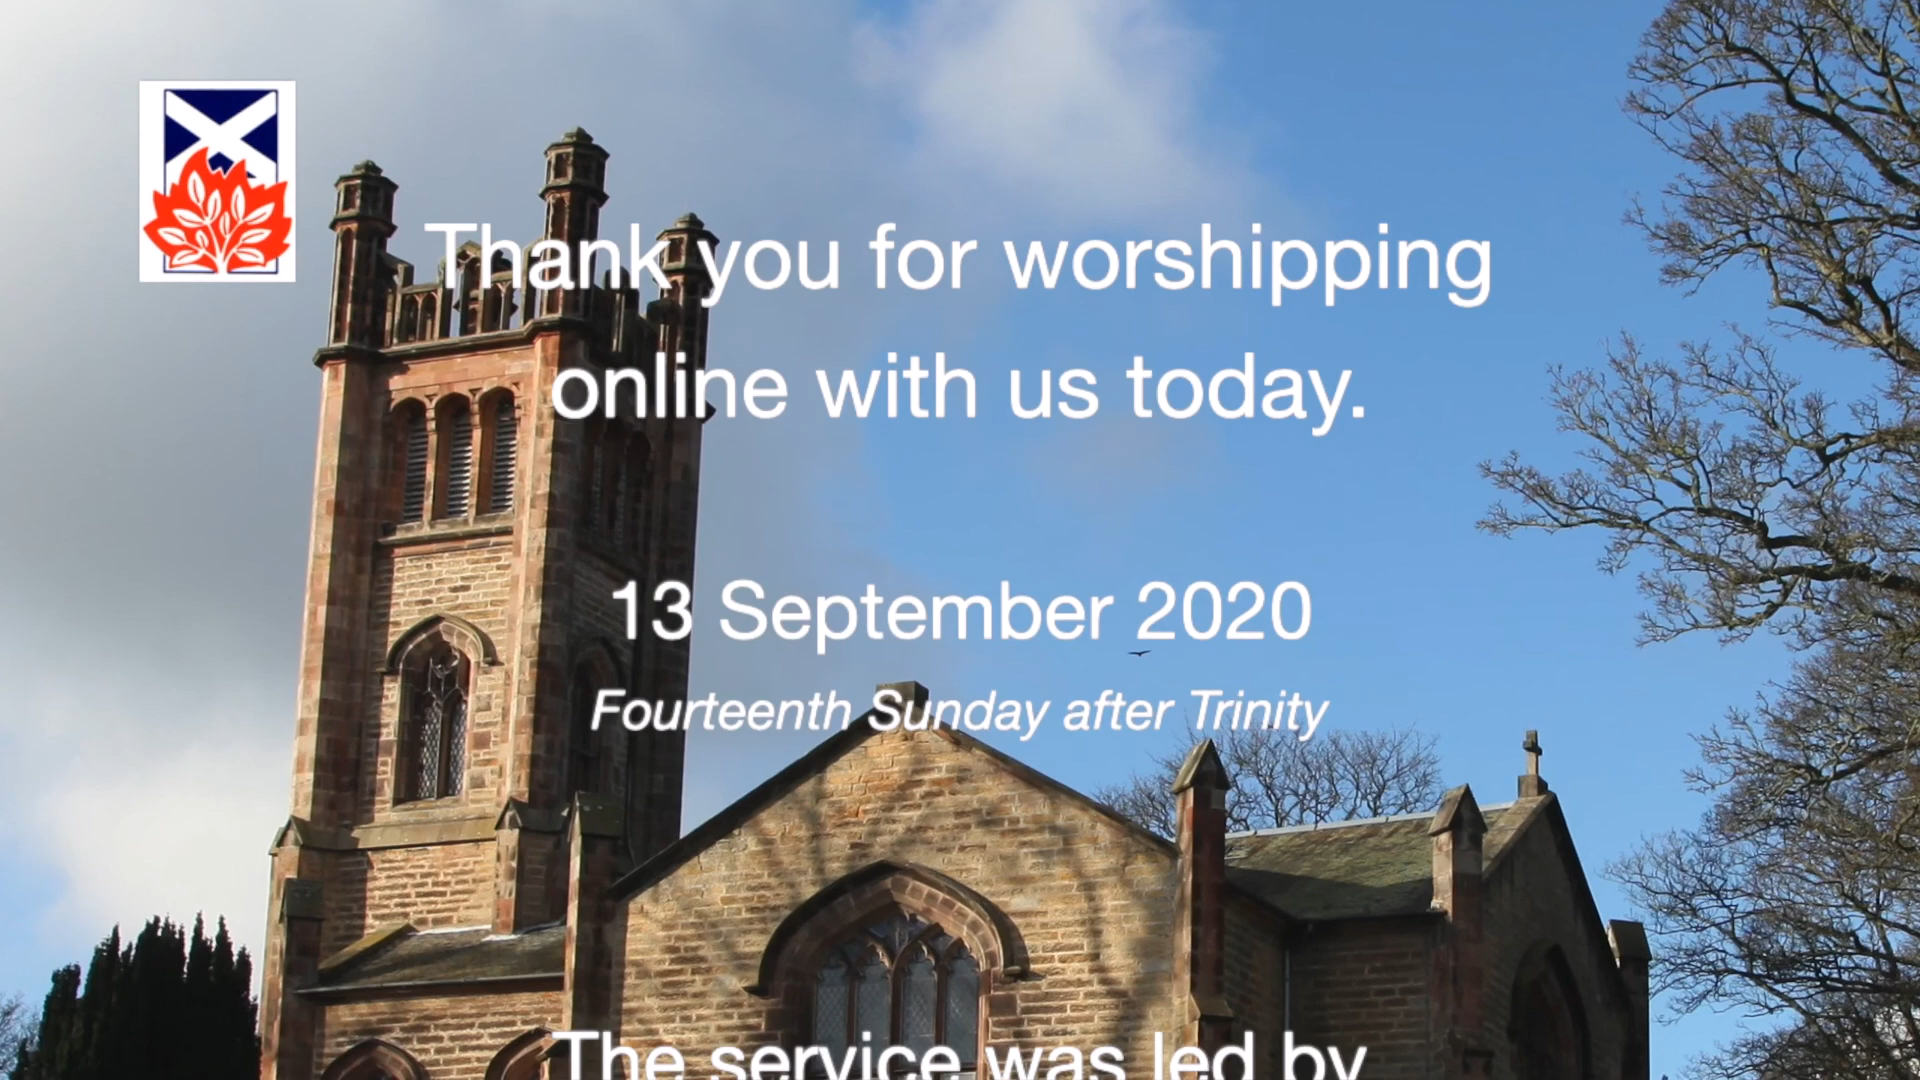 Thank you for worshipping
online with us today.
13 September 2020
Fourteenth Sunday after Trinity
The service was led by